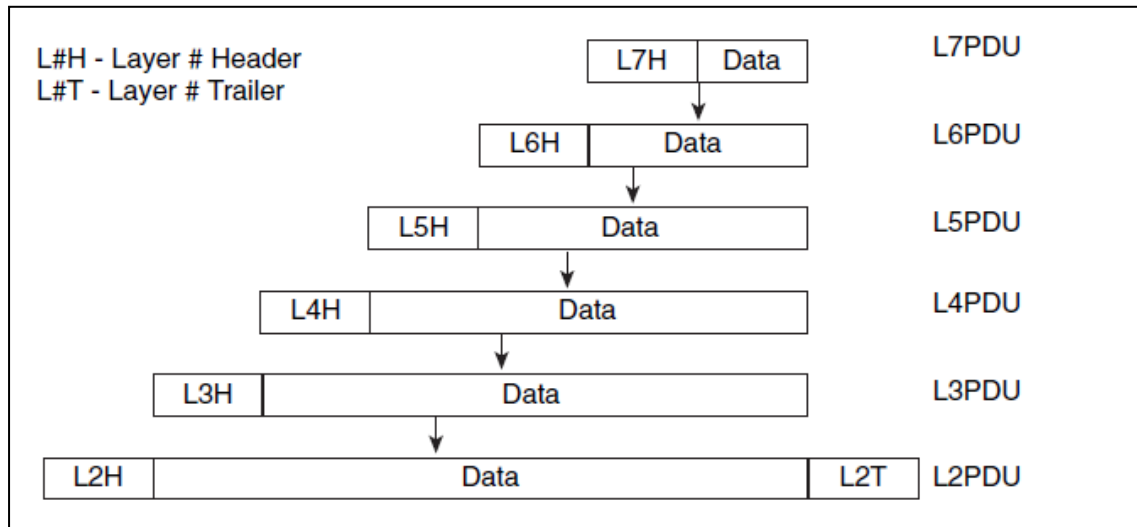 L#H - Layer # Header
L#T - Layer # Trailer
L7H Data L7PDU
L6H Data L6PDU
L5H Data L5PDU
L4H Data L4PDU
L3H Data L3PDU
L2H Data L2T L2PDU